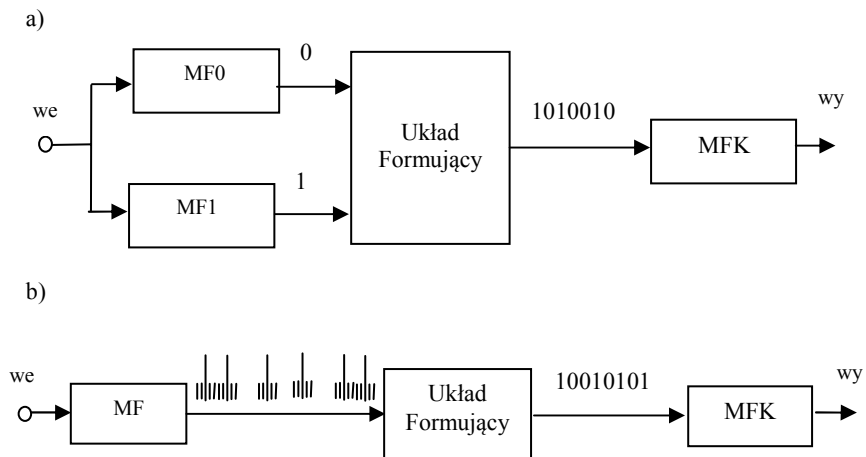 a)
MF0
0
we
1010010
wy
Układ
Formujący
MFK
1
MF1
b)
we
MF
Układ
Formujący
10010101
MFK
wy